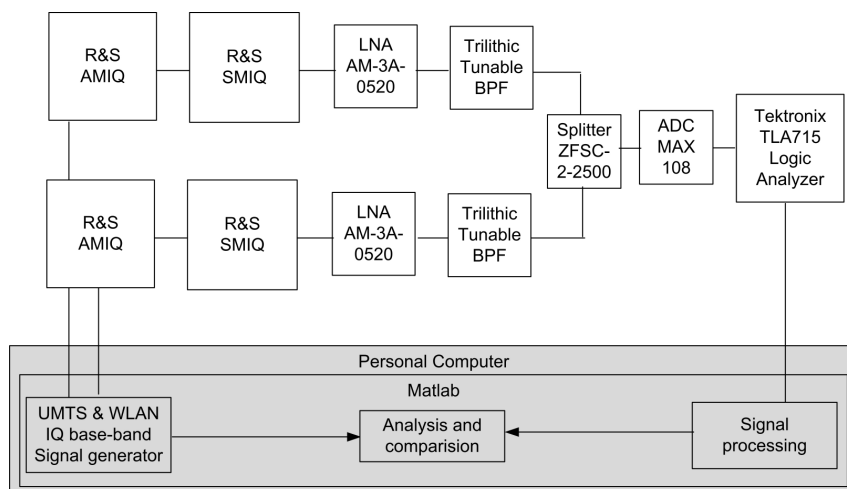 R&S
AMIQ
R&S
SMIQ
LNA
AM-3A-
0520
Trilithic
Tunable
BPF
Splitter
ZFSC-
2-2500
ADC
MAX
108
Tektronix
TLA715
Logic
Analyzer
R&S
AMIQ
R&S
SMIQ
LNA
AM-3A-
0520
Trilithic
Tunable
BPF
Personal Computer
Matlab
UMTS & WLAN
IQ base-band
Signal generator
Analysis and
comparision
Signal
processing